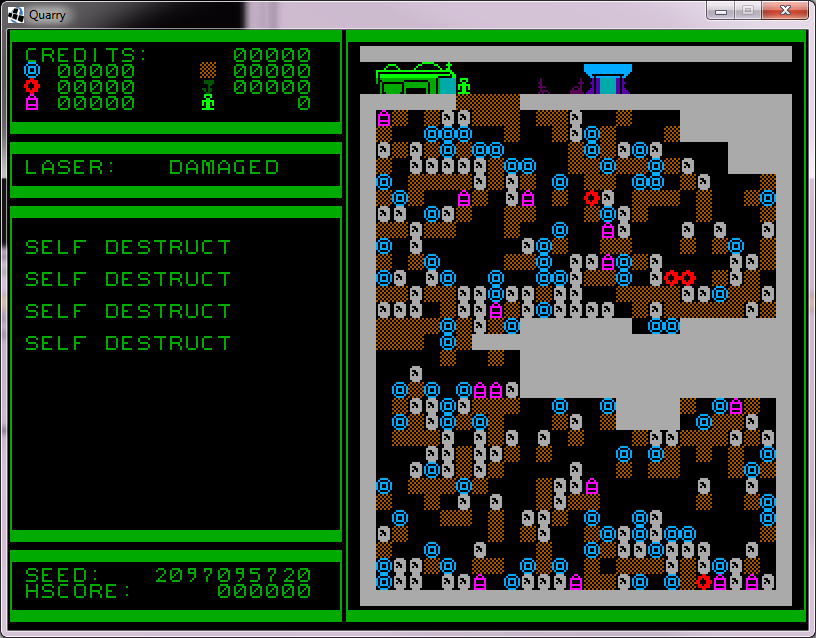 Quarry
CREDITS: 00000
00000 00000
00000 00000
00000 0
LASER: DAMAGED
SELF DESTRUCT
SELF DESTRUCT
SELF DESTRUCT
SELF DESTRUCT
SEED: 2097095720
HSCORE: 000000